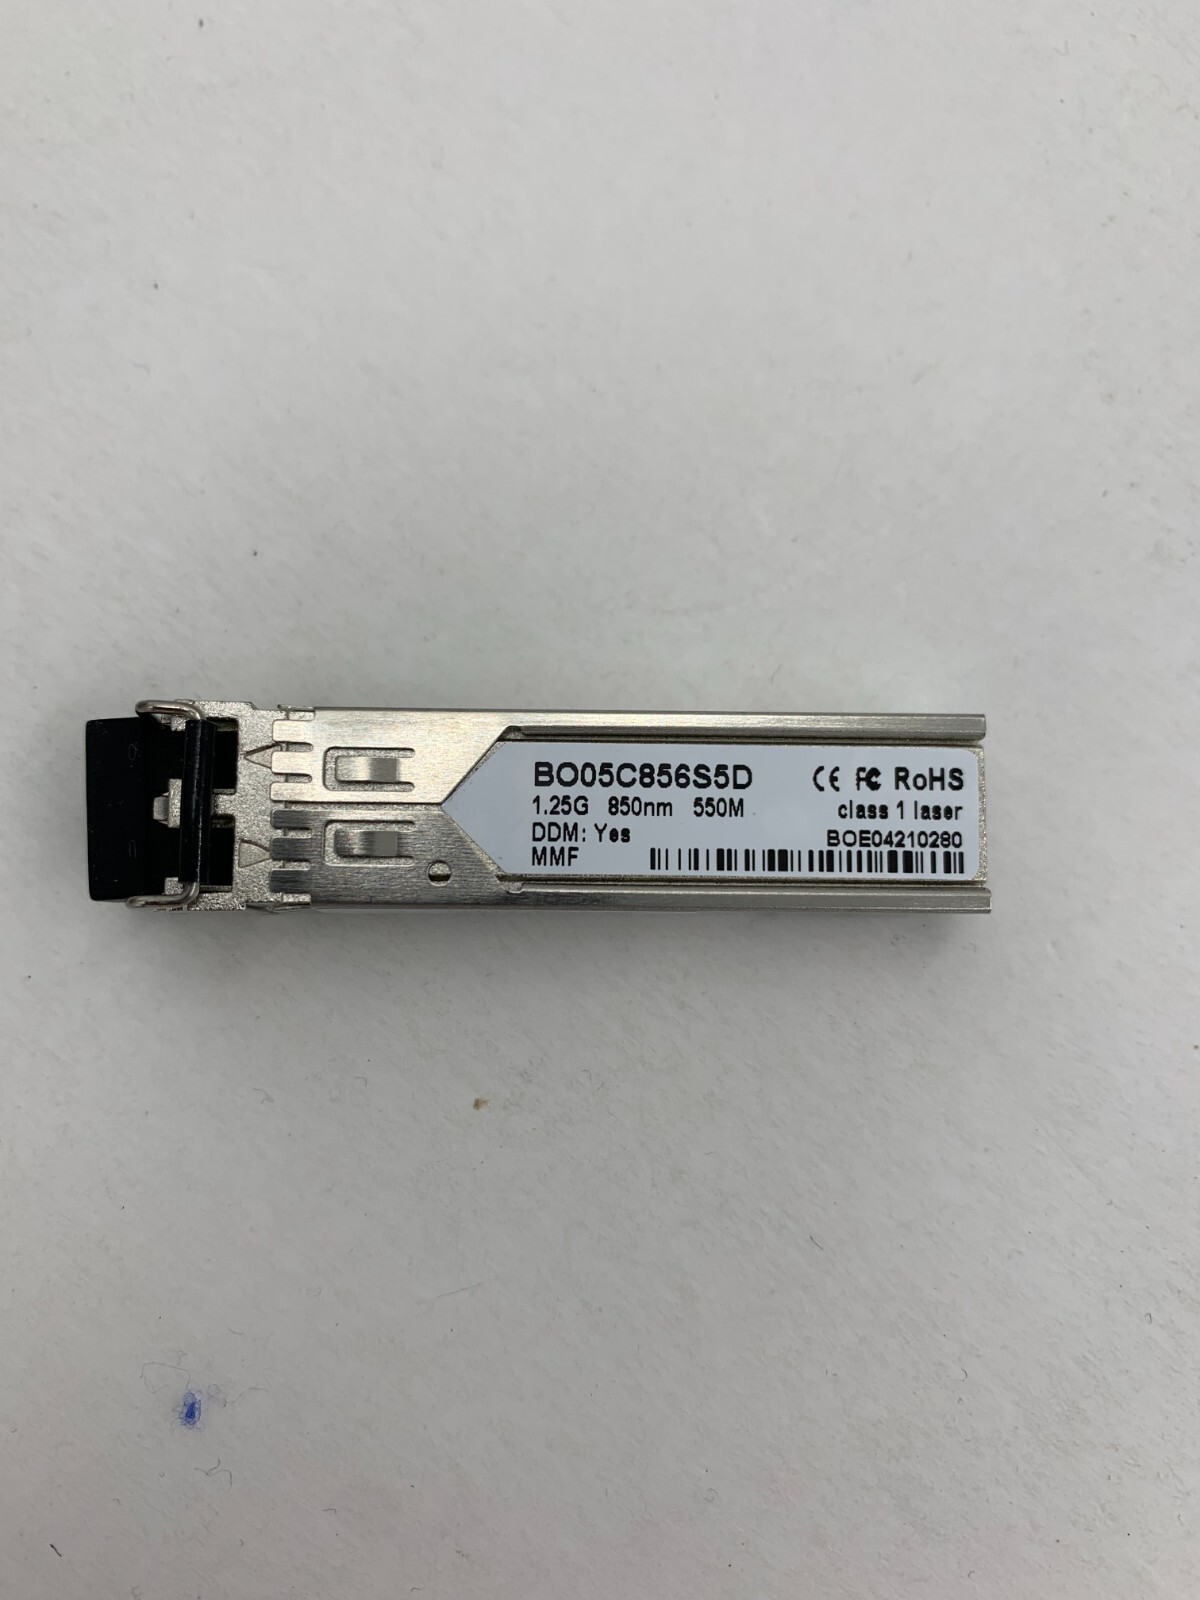 BO05C856S5D CE FC RoHS
1.25G 850nm 550M class 1 laser
DDM: Yes BOE04210280
MMF